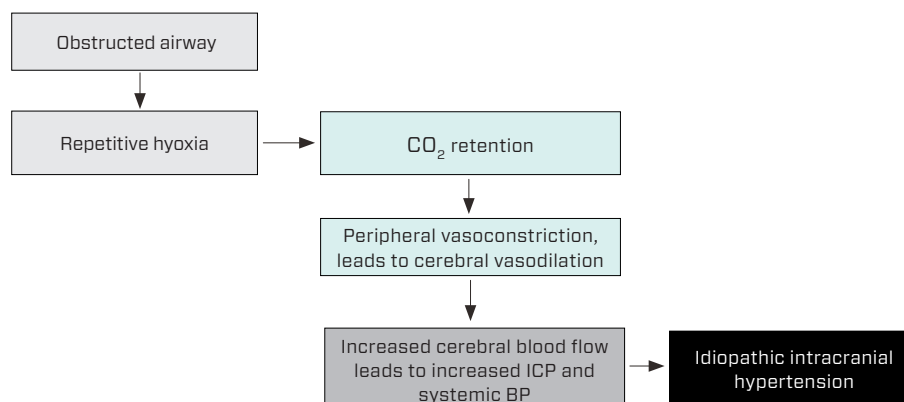 Obstructed airway
Repetitive hyoxia
CO₂ retention
Peripheral vasoconstriction,
leads to cerebral vasodilation
Increased cerebral blood flow
leads to increased ICP and
systemic BP
Idiopathic intracranial
hypertension